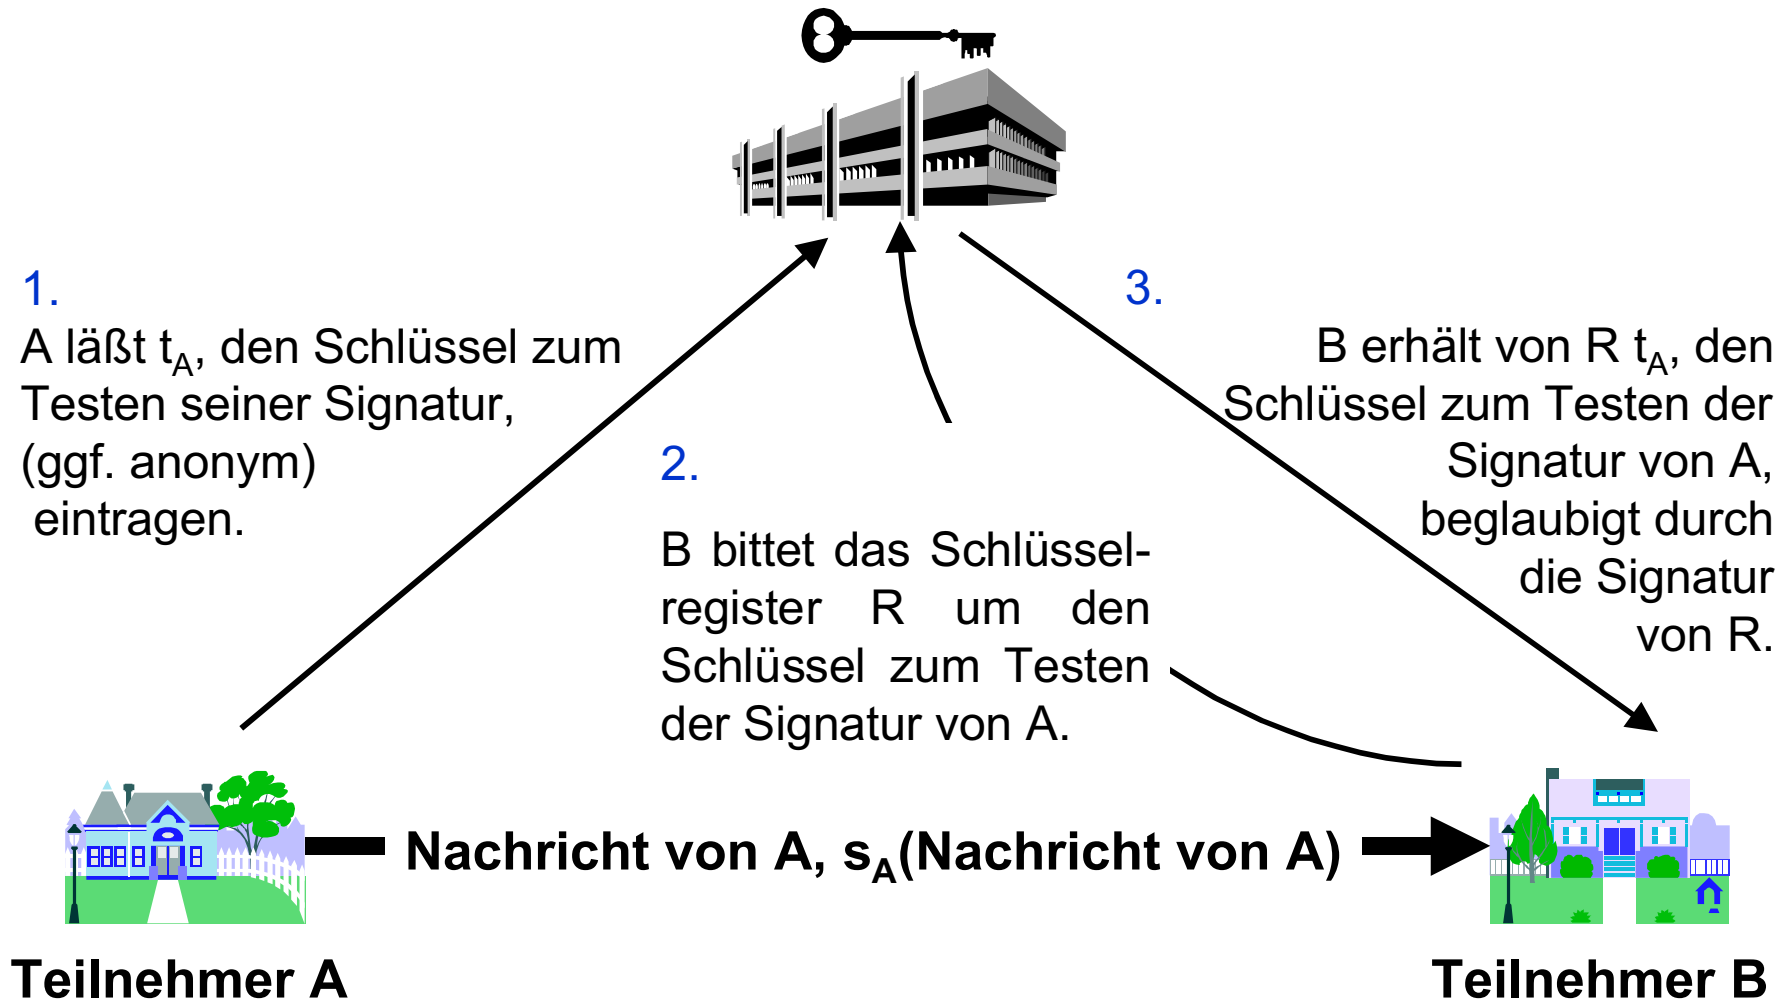 1.
A läßt tA, den Schlüssel zum
Testen seiner Signatur,
(ggf. anonym)
eintragen.
2.
B bittet das Schlüssel-
register R um den
Schlüssel zum Testen
der Signatur von A.
3.
B erhält von R tA, den
Schlüssel zum Testen der
Signatur von A,
beglaubigt durch
die Signatur
von R.
Nachricht von A, sA(Nachricht von A)
Teilnehmer A
Teilnehmer B